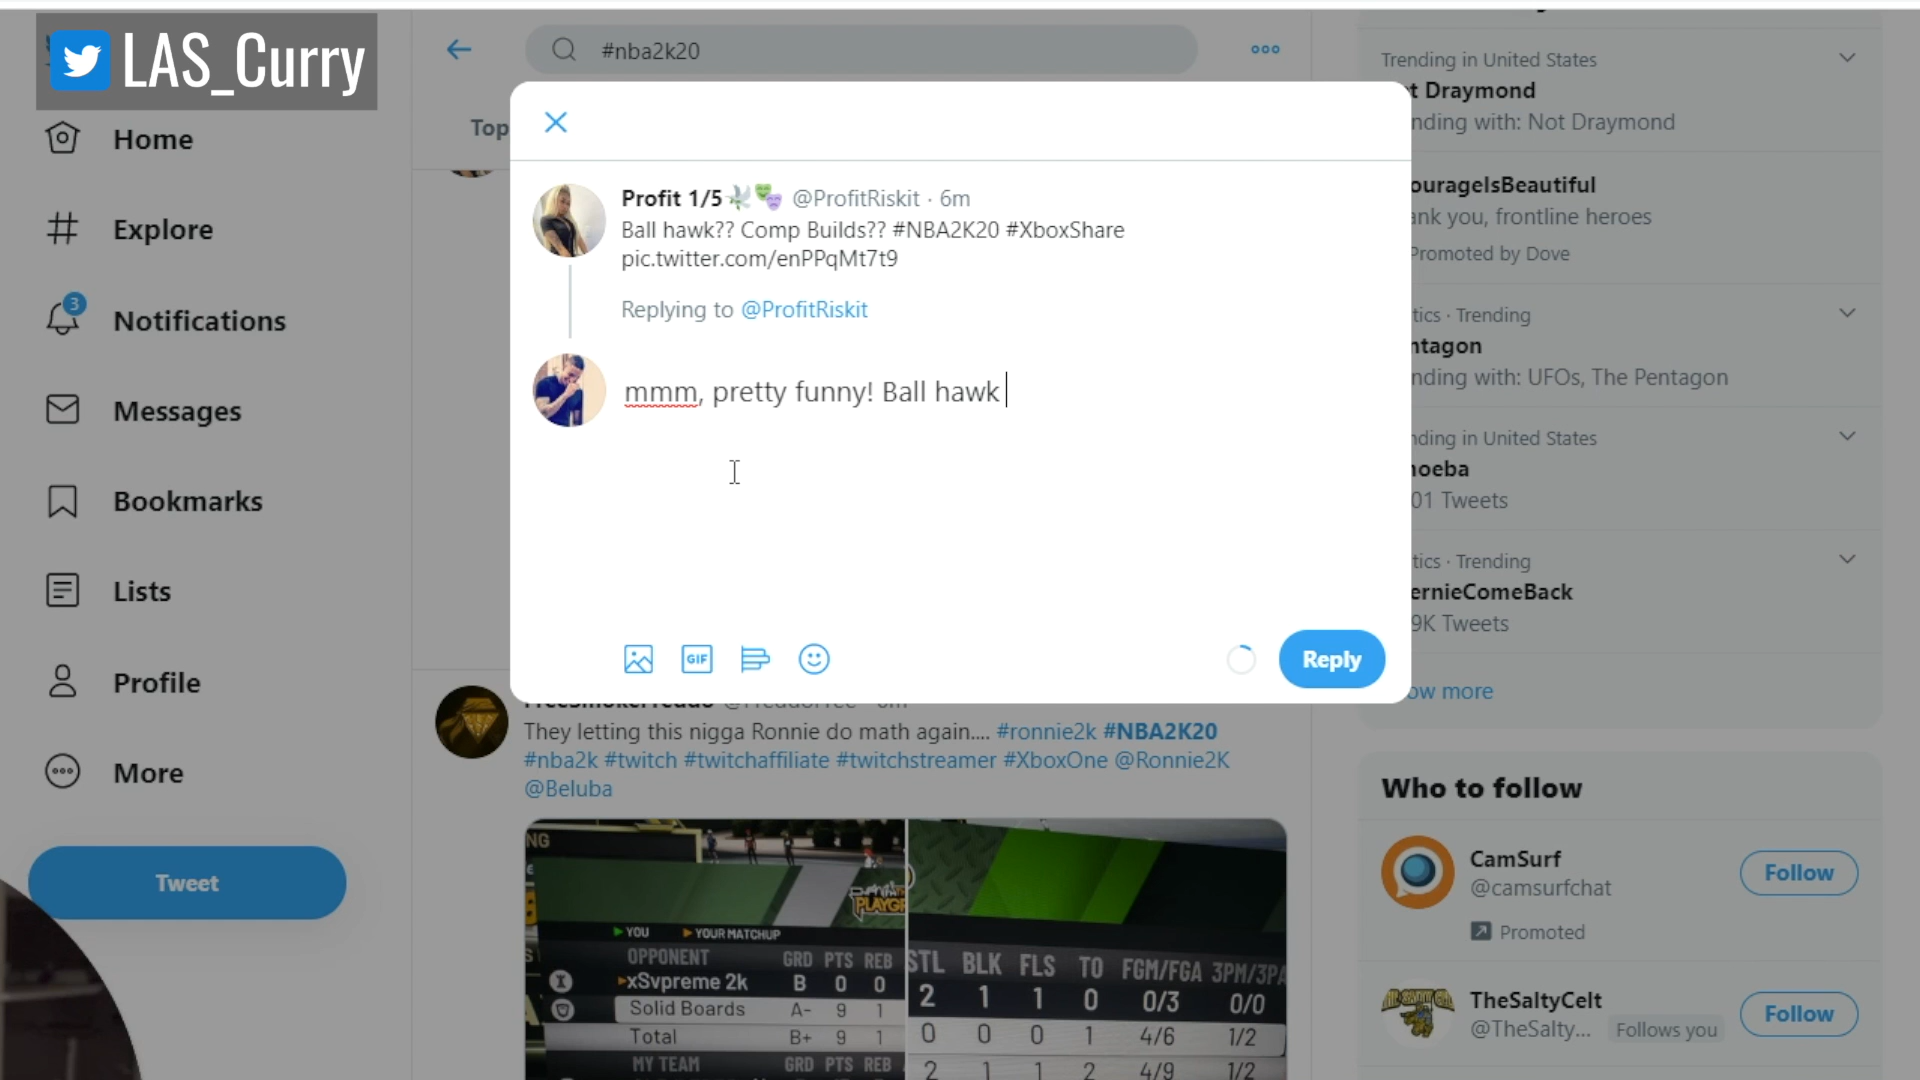 LAS_Curry
#nba2k20
Home
Explore
3
Notifications
Messages
Bookmarks
Lists
Profile
More
Tweet
Top
Profit 1/5 @ProfitRiskit · 6m
Ball hawk?? Comp Builds?? #NBA2K20 #XboxShare
pic.twitter.com/enPPqMt7t9
Replying to @ProfitRiskit
mmm, pretty funny! Ball hawk
GIF
Reply
They letting this nigga Ronnie do math again.... #ronnie2k #NBA2K20
#nba2k #twitch #twitchaffiliate #twitchstreamer #XboxOne @Ronnie2K
@Beluba
NG
YOU YOUR MATCHUP
OPPONENT GRD PTS REB
xSvpreme 2k B 0 0
Solid Boards A- 9 1
Total B+ 9 1
MY TEAM GRD PTS REB
STL BLK FLS TO FGM/FGA 3PM/3PA
2 1 1 0 0/3 0/0
0 0 0 1 4/6 1/2
2 1 1 2 4/9 1/2
Trending in United States
t Draymond
nding with: Not Draymond
ourageIsBeautiful
ank you, frontline heroes
Promoted by Dove
tics · Trending
ntagon
nding with: UFOs, The Pentagon
nding in United States
hoeba
01 Tweets
tics · Trending
ernieComeBack
9K Tweets
ow more
Who to follow
CamSurf
@camsurfchat
Follow
Promoted
TheSaltyCelt
@TheSalty... Follows you
Follow